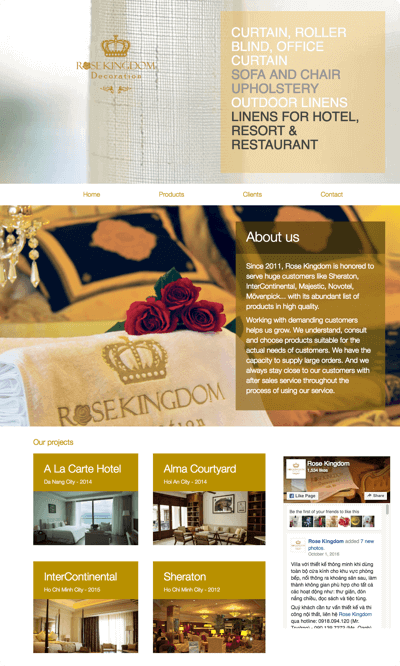 ROSEKINGDOM
Decoration
CURTAIN, ROLLER
BLIND, OFFICE
CURTAIN
SOFA AND CHAIR
UPHOLSTERY
OUTDOOR LINENS
LINENS FOR HOTEL,
RESORT &
RESTAURANT
Home Products Clients Contact
About us
Since 2011, Rose Kingdom is honored to
serve huge customers like Sheraton,
InterContinental, Majestic, Novotel,
Mövenpick... with its abundant list of
products in high quality.
Working with demanding customers
helps us grow. We understand, consult
and choose products suitable for the
actual needs of customers. We have the
capacity to supply large orders. And we
always stay close to our customers with
after sales service throughout the
process of using our service.
ROSEKINGDOM
Our projects
A La Carte Hotel
Da Nang City - 2014
Alma Courtyard
Hoi An City - 2014
InterContinental
Ho Chi Minh City - 2015
Sheraton
Ho Chi Minh City - 2012
Rose Kingdom
1,534 likes
Like Page Share
Be the first of your friends to like this
Rose Kingdom added 7 new
photos.
October 1, 2018
Villa với thiết kế thông minh khi dùng
toàn bộ cửa kính cho khu vực phòng
bếp, nối thông ra khoảng sân sau, làm
thành không gian phù hợp cho tất cả
các hoạt động như: thư giãn, đón
nắng chiều, đọc sách và tiệc tùng.
Quý khách cần tư vấn thiết kế và thi
công nội thất, liên hệ Rose Kingdom
qua hotline: 0918.094.120 (Mr.